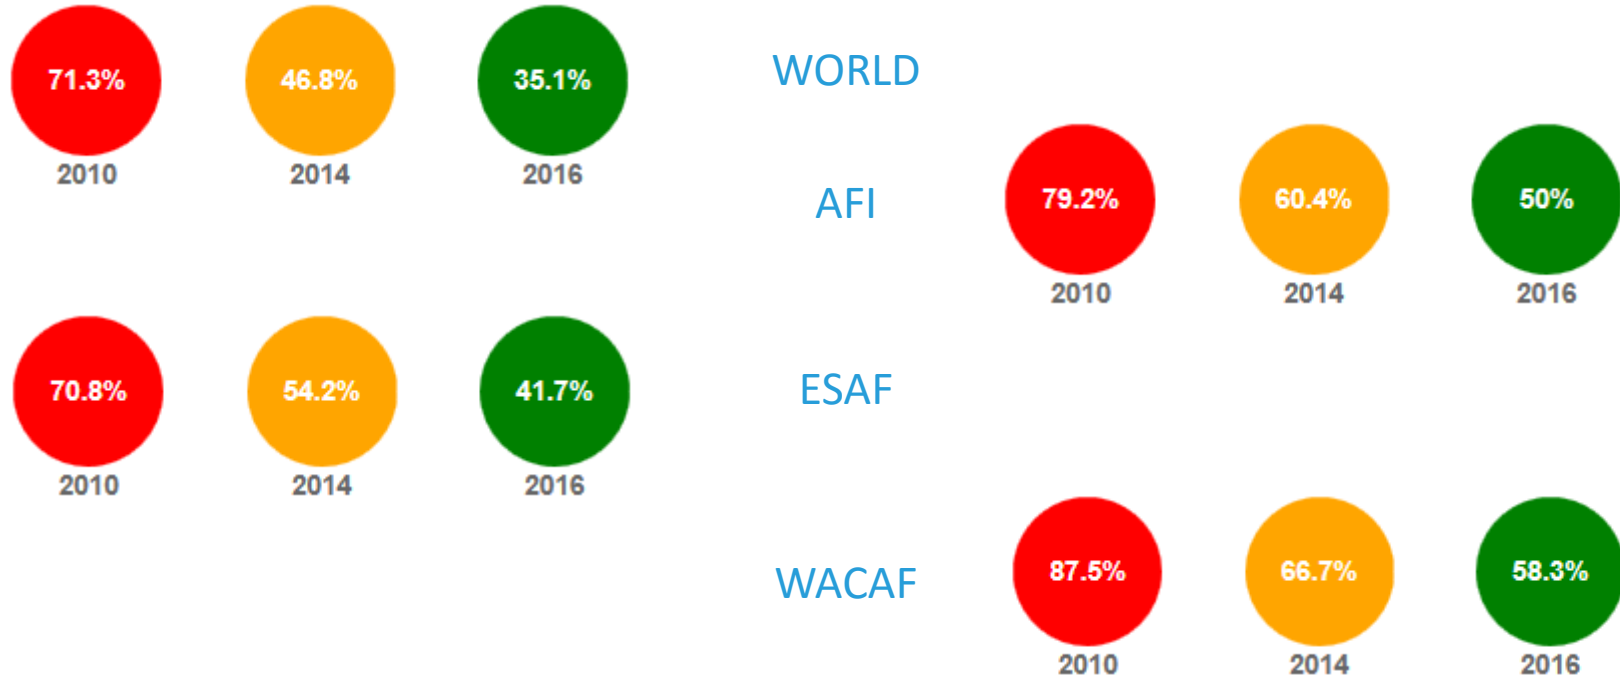 71.3% 46.8% 35.1%
2010 2014 2016
WORLD
AFI
79.2% 60.4% 50%
2010 2014 2016
70.8% 54.2% 41.7%
2010 2014 2016
ESAF
WACAF
87.5% 66.7% 58.3%
2010 2014 2016